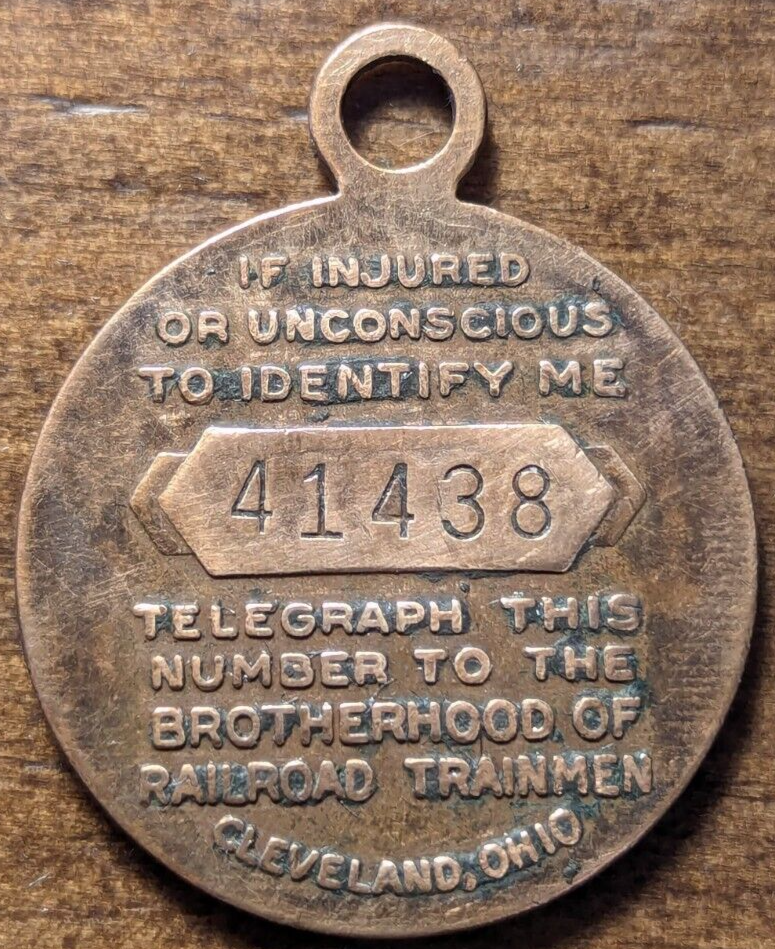 IF INJURED
OR UNCONSCIOUS
TO IDENTIFY ME
41438
TELEGRAPH THIS
NUMBER TO THE
BROTHERHOOD OF
RAILROAD TRAINMEN
CLEVELAND, OHIO